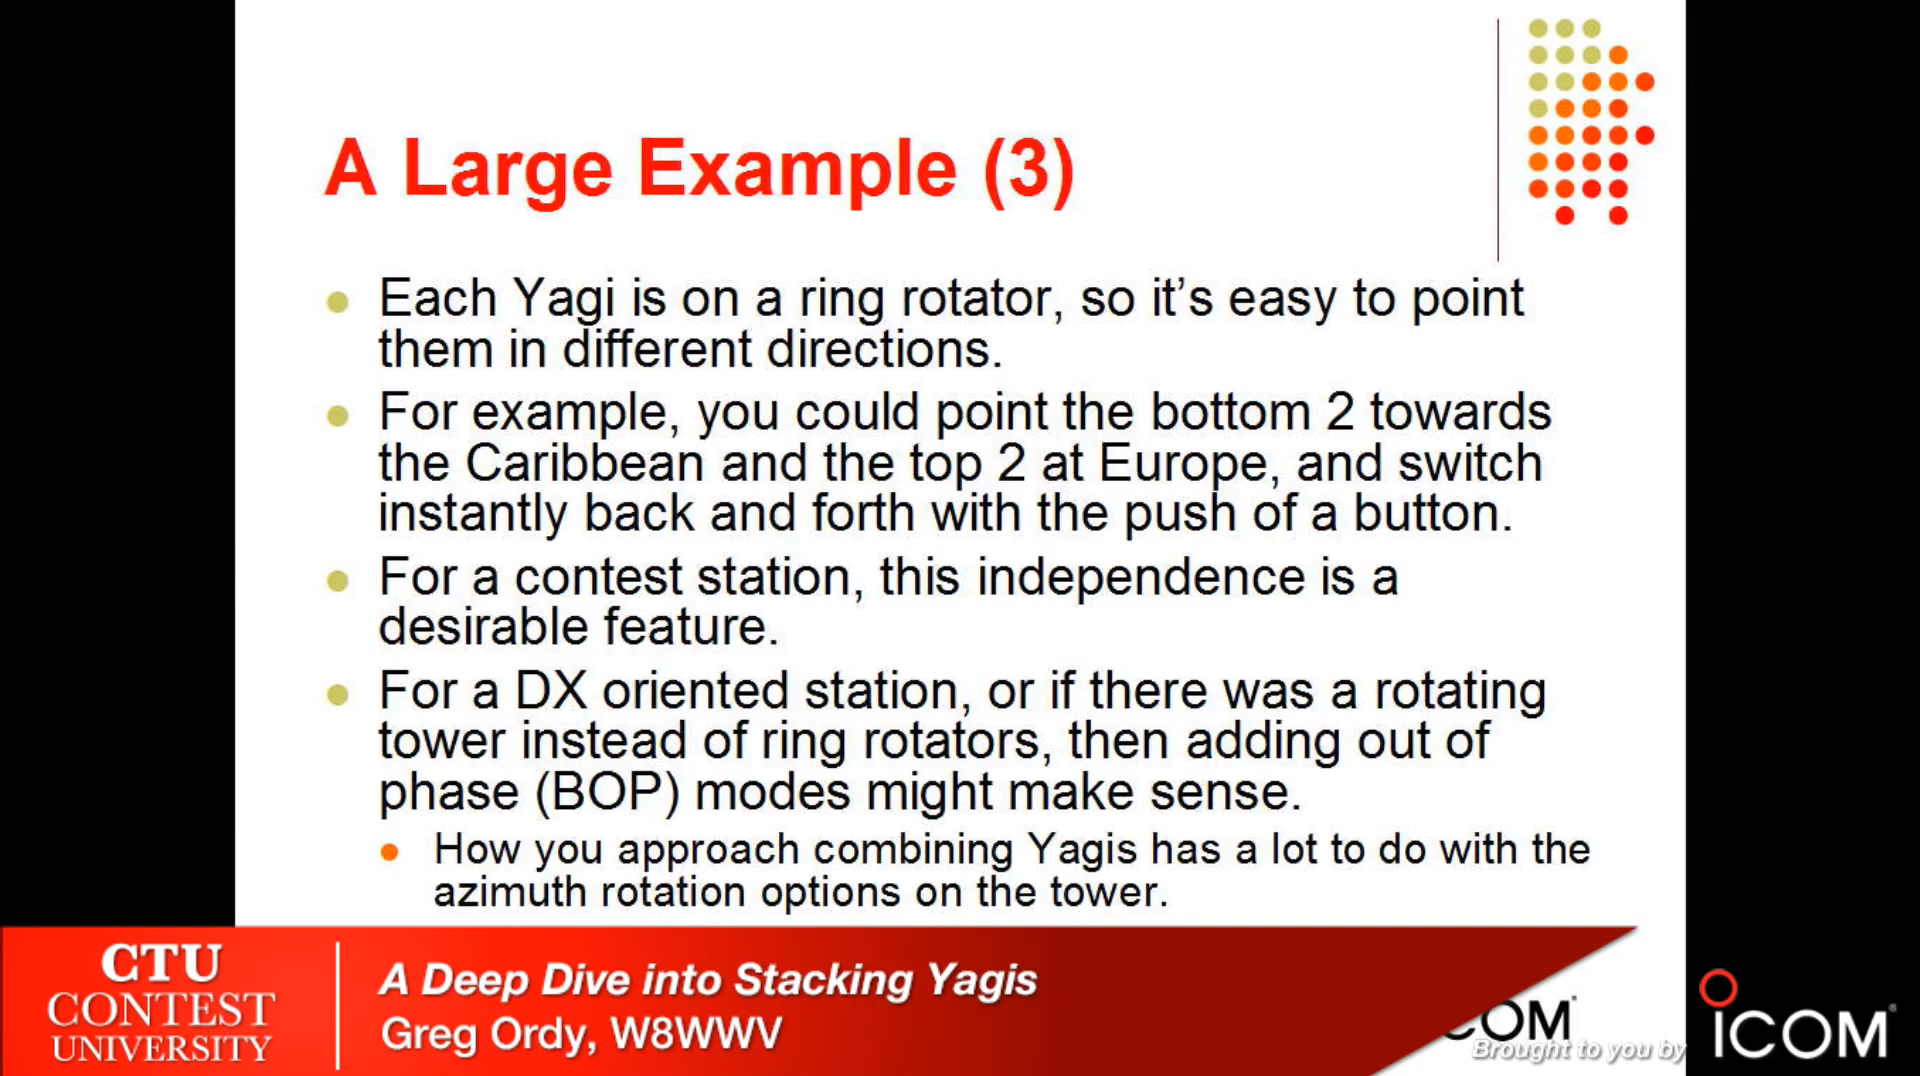 A Large Example (3)
Each Yagi is on a ring rotator, so it's easy to point
them in different directions.
For example, you could point the bottom 2 towards
the Caribbean and the top 2 at Europe, and switch
instantly back and forth with the push of a button.
For a contest station, this independence is a
desirable feature.
For a DX oriented station, or if there was a rotating
tower instead of ring rotators, then adding out of
phase (BOP) modes might make sense.
How you approach combining Yagis has a lot to do with the
azimuth rotation options on the tower.
CTU
CONTEST
UNIVERSITY
A Deep Dive into Stacking Yagis
Greg Ordy, W8WWV
COM
Brought to you by
ICOM